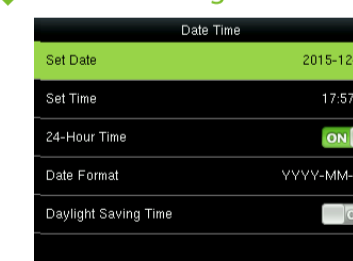 Date Time
Set Date 2015-12
Set Time 17:57
24-Hour Time ON
Date Format YYYY-MM-
Daylight Saving Time